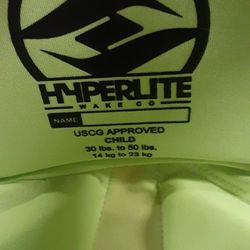 HYPERLITE
WAKE CO
NAME
USCG APPROVED
CHILD
30 lbs. to 50 lbs.
14 kg to 23 kg